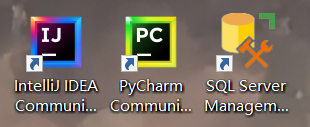 IJ
PC
IntelliJ IDEA
Communi...
PyCharm
Communi...
SQL Server
Managem...